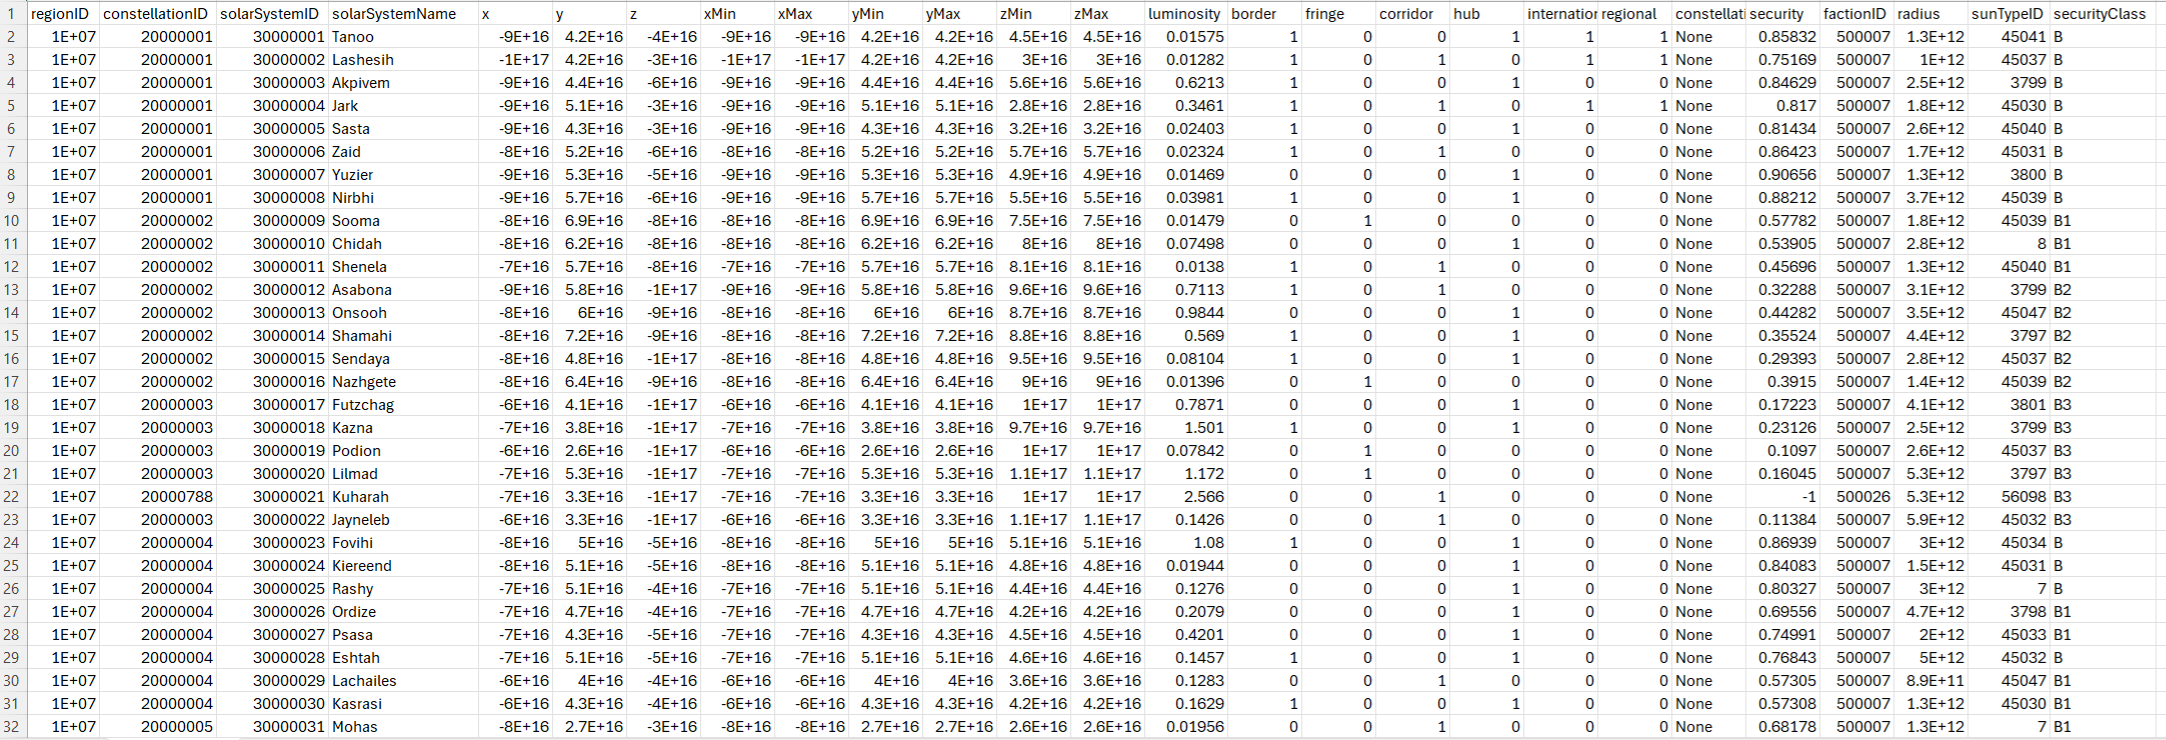 1 regionID constellationID solarSystemID solarSystemName x y z xMin xMax yMin yMax zMin zMax luminosity border fringe corridor hub internation regional constellati security factionID radius sunTypeID securityClass
2 1E+07 20000001 30000001 Tanoo -9E+16 4.2E+16 -4E+16 -9E+16 -9E+16 4.2E+16 4.2E+16 4.5E+16 4.5E+16 0.01575 1 0 0 1 1 1 None 0.85832 500007 1.3E+12 45041 B
3 1E+07 20000001 30000002 Lashesih -1E+17 4.2E+16 -3E+16 -1E+17 -1E+17 4.2E+16 4.2E+16 3E+16 3E+16 0.01282 1 0 1 0 1 1 None 0.75169 500007 1E+12 45037 B
4 1E+07 20000001 30000003 Akpivem -9E+16 4.4E+16 -6E+16 -9E+16 -9E+16 4.4E+16 4.4E+16 5.6E+16 5.6E+16 0.6213 1 0 0 1 0 0 None 0.84629 500007 2.5E+12 3799 B
5 1E+07 20000001 30000004 Jark -9E+16 5.1E+16 -3E+16 -9E+16 -9E+16 5.1E+16 5.1E+16 2.8E+16 2.8E+16 0.3461 1 0 1 0 1 1 None 0.817 500007 1.8E+12 45030 B
6 1E+07 20000001 30000005 Sasta -9E+16 4.3E+16 -3E+16 -9E+16 -9E+16 4.3E+16 4.3E+16 3.2E+16 3.2E+16 0.02403 1 0 0 1 0 0 None 0.81434 500007 2.6E+12 45040 B
7 1E+07 20000001 30000006 Zaid -8E+16 5.2E+16 -6E+16 -8E+16 -8E+16 5.2E+16 5.2E+16 5.7E+16 5.7E+16 0.02324 1 0 1 0 0 0 None 0.86423 500007 1.7E+12 45031 B
8 1E+07 20000001 30000007 Yuzier -9E+16 5.3E+16 -5E+16 -9E+16 -9E+16 5.3E+16 5.3E+16 4.9E+16 4.9E+16 0.01469 0 0 0 1 0 0 None 0.90656 500007 1.3E+12 3800 B
9 1E+07 20000001 30000008 Nirbhi -9E+16 5.7E+16 -6E+16 -9E+16 -9E+16 5.7E+16 5.7E+16 5.5E+16 5.5E+16 0.03981 1 0 0 1 0 0 None 0.88212 500007 3.7E+12 45039 B
10 1E+07 20000002 30000009 Sooma -8E+16 6.9E+16 -8E+16 -8E+16 -8E+16 6.9E+16 6.9E+16 7.5E+16 7.5E+16 0.01479 0 1 0 0 0 0 None 0.57782 500007 1.8E+12 45039 B1
11 1E+07 20000002 30000010 Chidah -8E+16 6.2E+16 -8E+16 -8E+16 -8E+16 6.2E+16 6.2E+16 8E+16 8E+16 0.07498 0 0 0 1 0 0 None 0.53905 500007 2.8E+12 8 B1
12 1E+07 20000002 30000011 Shenela -7E+16 5.7E+16 -8E+16 -7E+16 -7E+16 5.7E+16 5.7E+16 8.1E+16 8.1E+16 0.0138 1 0 1 0 0 0 None 0.45696 500007 1.3E+12 45040 B1
13 1E+07 20000002 30000012 Asabona -9E+16 5.8E+16 -1E+17 -9E+16 -9E+16 5.8E+16 5.8E+16 9.6E+16 9.6E+16 0.7113 1 0 1 0 0 0 None 0.32288 500007 3.1E+12 3799 B2
14 1E+07 20000002 30000013 Onsooh -8E+16 6E+16 -9E+16 -8E+16 -8E+16 6E+16 6E+16 8.7E+16 8.7E+16 0.9844 0 0 0 1 0 0 None 0.44282 500007 3.5E+12 45047 B2
15 1E+07 20000002 30000014 Shamahi -8E+16 7.2E+16 -9E+16 -8E+16 -8E+16 7.2E+16 7.2E+16 8.8E+16 8.8E+16 0.569 1 0 0 1 0 0 None 0.35524 500007 4.4E+12 3797 B2
16 1E+07 20000002 30000015 Sendaya -8E+16 4.8E+16 -1E+17 -8E+16 -8E+16 4.8E+16 4.8E+16 9.5E+16 9.5E+16 0.08104 1 0 0 1 0 0 None 0.29393 500007 2.8E+12 45037 B2
17 1E+07 20000002 30000016 Nazhgete -8E+16 6.4E+16 -9E+16 -8E+16 -8E+16 6.4E+16 6.4E+16 9E+16 9E+16 0.01396 0 1 0 0 0 0 None 0.3915 500007 1.4E+12 45039 B2
18 1E+07 20000003 30000017 Futzchag -6E+16 4.1E+16 -1E+17 -6E+16 -6E+16 4.1E+16 4.1E+16 1E+17 1E+17 0.7871 0 0 0 1 0 0 None 0.17223 500007 4.1E+12 3801 B3
19 1E+07 20000003 30000018 Kazna -7E+16 3.8E+16 -1E+17 -7E+16 -7E+16 3.8E+16 3.8E+16 9.7E+16 9.7E+16 1.501 1 0 0 1 0 0 None 0.23126 500007 2.5E+12 3799 B3
20 1E+07 20000003 30000019 Podion -6E+16 2.6E+16 -1E+17 -6E+16 -6E+16 2.6E+16 2.6E+16 1E+17 1E+17 0.07842 0 1 0 0 0 0 None 0.1097 500007 2.6E+12 45037 B3
21 1E+07 20000003 30000020 Lilmad -7E+16 5.3E+16 -1E+17 -7E+16 -7E+16 5.3E+16 5.3E+16 1.1E+17 1.1E+17 1.172 0 1 0 0 0 0 None 0.16045 500007 5.3E+12 3797 B3
22 1E+07 20000788 30000021 Kuharah -7E+16 3.3E+16 -1E+17 -7E+16 -7E+16 3.3E+16 3.3E+16 1E+17 1E+17 2.566 0 0 1 0 0 0 None -1 500026 5.3E+12 56098 B3
23 1E+07 20000003 30000022 Jayneleb -6E+16 3.3E+16 -1E+17 -6E+16 -6E+16 3.3E+16 3.3E+16 1.1E+17 1.1E+17 0.1426 0 0 1 0 0 0 None 0.11384 500007 5.9E+12 45032 B3
24 1E+07 20000004 30000023 Fovihi -8E+16 5E+16 -5E+16 -8E+16 -8E+16 5E+16 5E+16 5.1E+16 5.1E+16 1.08 1 0 0 1 0 0 None 0.86939 500007 3E+12 45034 B
25 1E+07 20000004 30000024 Kiereend -8E+16 5.1E+16 -5E+16 -8E+16 -8E+16 5.1E+16 5.1E+16 4.8E+16 4.8E+16 0.01944 0 0 0 1 0 0 None 0.84083 500007 1.5E+12 45031 B
26 1E+07 20000004 30000025 Rashy -7E+16 5.1E+16 -4E+16 -7E+16 -7E+16 5.1E+16 5.1E+16 4.4E+16 4.4E+16 0.1276 0 0 0 1 0 0 None 0.80327 500007 3E+12 7 B
27 1E+07 20000004 30000026 Ordize -7E+16 4.7E+16 -4E+16 -7E+16 -7E+16 4.7E+16 4.7E+16 4.2E+16 4.2E+16 0.2079 0 0 0 1 0 0 None 0.69556 500007 4.7E+12 3798 B1
28 1E+07 20000004 30000027 Psasa -7E+16 4.3E+16 -5E+16 -7E+16 -7E+16 4.3E+16 4.3E+16 4.5E+16 4.5E+16 0.4201 0 0 0 1 0 0 None 0.74991 500007 2E+12 45033 B1
29 1E+07 20000004 30000028 Eshtah -7E+16 5.1E+16 -5E+16 -7E+16 -7E+16 5.1E+16 5.1E+16 4.6E+16 4.6E+16 0.1457 1 0 0 1 0 0 None 0.76843 500007 5E+12 45032 B
30 1E+07 20000004 30000029 Lachailes -6E+16 4E+16 -4E+16 -6E+16 -6E+16 4E+16 4E+16 3.6E+16 3.6E+16 0.1283 0 0 1 0 0 0 None 0.57305 500007 8.9E+11 45047 B1
31 1E+07 20000004 30000030 Kasrasi -6E+16 4.3E+16 -4E+16 -6E+16 -6E+16 4.3E+16 4.3E+16 4.2E+16 4.2E+16 0.1629 1 0 0 1 0 0 None 0.57308 500007 1.3E+12 45030 B1
32 1E+07 20000005 30000031 Mohas -8E+16 2.7E+16 -3E+16 -8E+16 -8E+16 2.7E+16 2.7E+16 2.6E+16 2.6E+16 0.01956 0 0 1 0 0 0 None 0.68178 500007 1.3E+12 7 B1